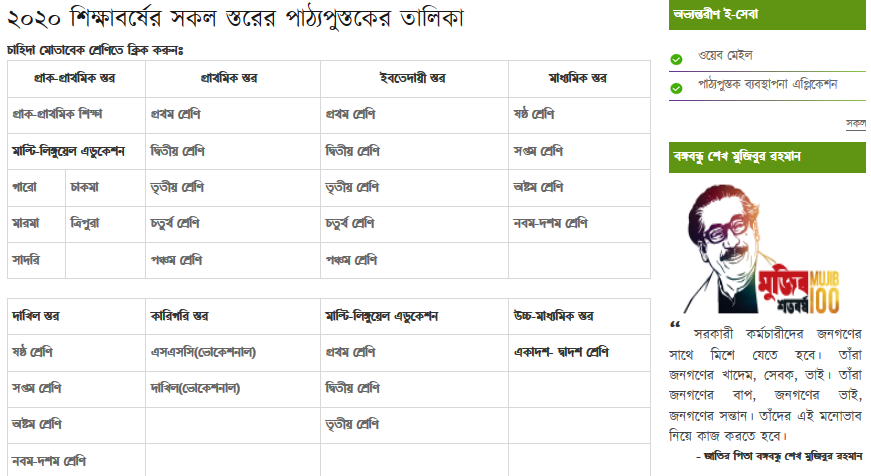 ২০২০ শিক্ষাবর্ষের সকল স্তরের পাঠ্যপুস্তকের তালিকা
চাহিদা মোতাবেক শ্রেণিতে ক্লিক করুনঃ
প্রাক-প্রাথমিক স্তর প্রাথমিক স্তর ইবতেদায়ী স্তর মাধ্যমিক স্তর
প্রাক-প্রাথমিক শিক্ষা প্রথম শ্রেণি প্রথম শ্রেণি ষষ্ঠ শ্রেণি
মাল্টি-লিঙ্গুয়েল এডুকেশন দ্বিতীয় শ্রেণি দ্বিতীয় শ্রেণি সপ্তম শ্রেণি
গারো চাকমা তৃতীয় শ্রেণি তৃতীয় শ্রেণি অষ্টম শ্রেণি
মারমা ত্রিপুরা চতুর্থ শ্রেণি চতুর্থ শ্রেণি নবম-দশম শ্রেণি
সাদরি পঞ্চম শ্রেণি পঞ্চম শ্রেণি
দাখিল স্তর কারিগরি স্তর মাল্টি-লিঙ্গুয়েল এডুকেশন উচ্চ-মাধ্যমিক স্তর
ষষ্ঠ শ্রেণি এসএসসি(ভোকেশনাল) প্রথম শ্রেণি একাদশ- দ্বাদশ শ্রেণি
সপ্তম শ্রেণি দাখিল(ভোকেশনাল) দ্বিতীয় শ্রেণি
অষ্টম শ্রেণি তৃতীয় শ্রেণি
নবম-দশম শ্রেণি
অভ্যন্তরীণ ই-সেবা
ওয়েব মেইল
পাঠ্যপুস্তক ব্যবস্থাপনা এপ্লিকেশন
সকল
বঙ্গবন্ধু শেখ মুজিবুর রহমান
মুজিব MUJIB
শতবর্ষ 100
“ সরকারী কর্মচারীদের জনগণের
সাথে মিশে যেতে হবে। তাঁরা
জনগণের খাদেম, সেবক, ভাই। তাঁরা
জনগণের বাপ, জনগণের ভাই,
জনগণের সন্তান। তাঁদের এই মনোভাব
নিয়ে কাজ করতে হবে।
- জাতির পিতা বঙ্গবন্ধু শেখ মুজিবুর রহমান